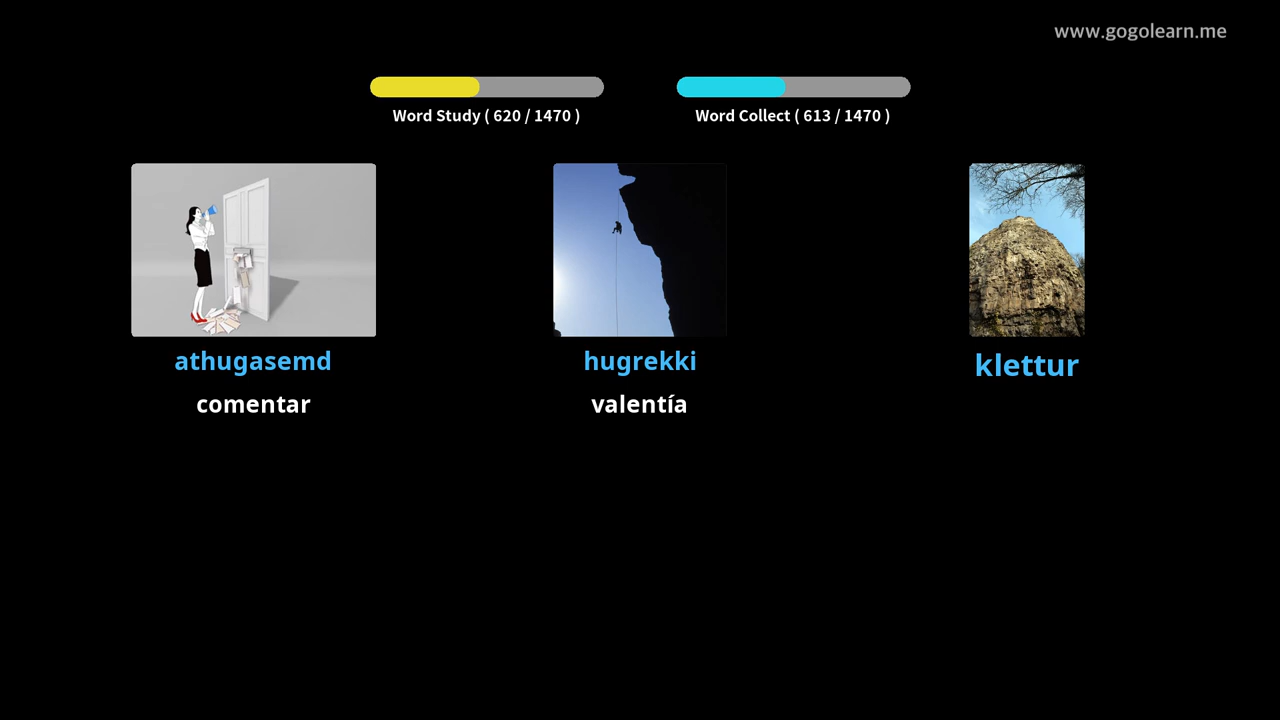 www.gogolearn.me
Word Study ( 620 / 1470 )
Word Collect ( 613 / 1470 )
athugasemd
comentar
hugrekki
valentía
klettur